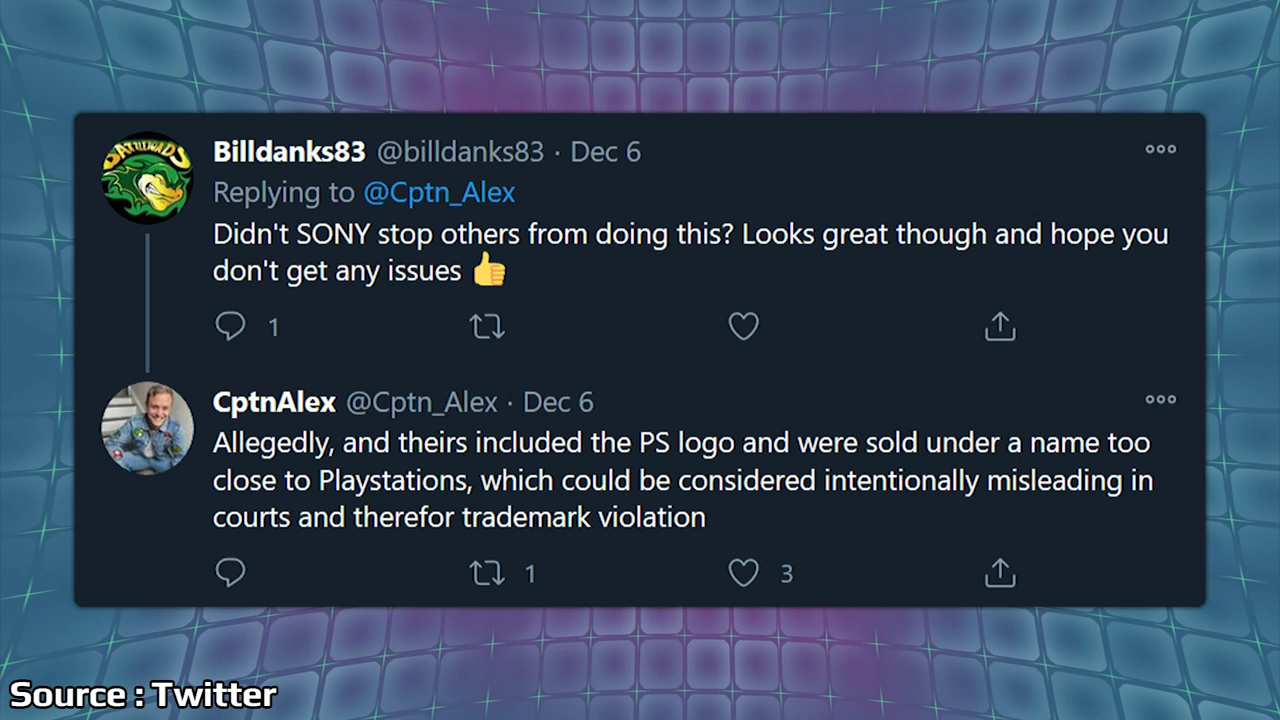 BATTLETOADS
Billdanks83 @billdanks83 · Dec 6
Replying to @Cptn_Alex
Didn't SONY stop others from doing this? Looks great though and hope you
don't get any issues 👍
1
CptnAlex @Cptn_Alex · Dec 6
Allegedly, and theirs included the PS logo and were sold under a name too
close to Playstations, which could be considered intentionally misleading in
courts and therefor trademark violation
1 3
Source : Twitter